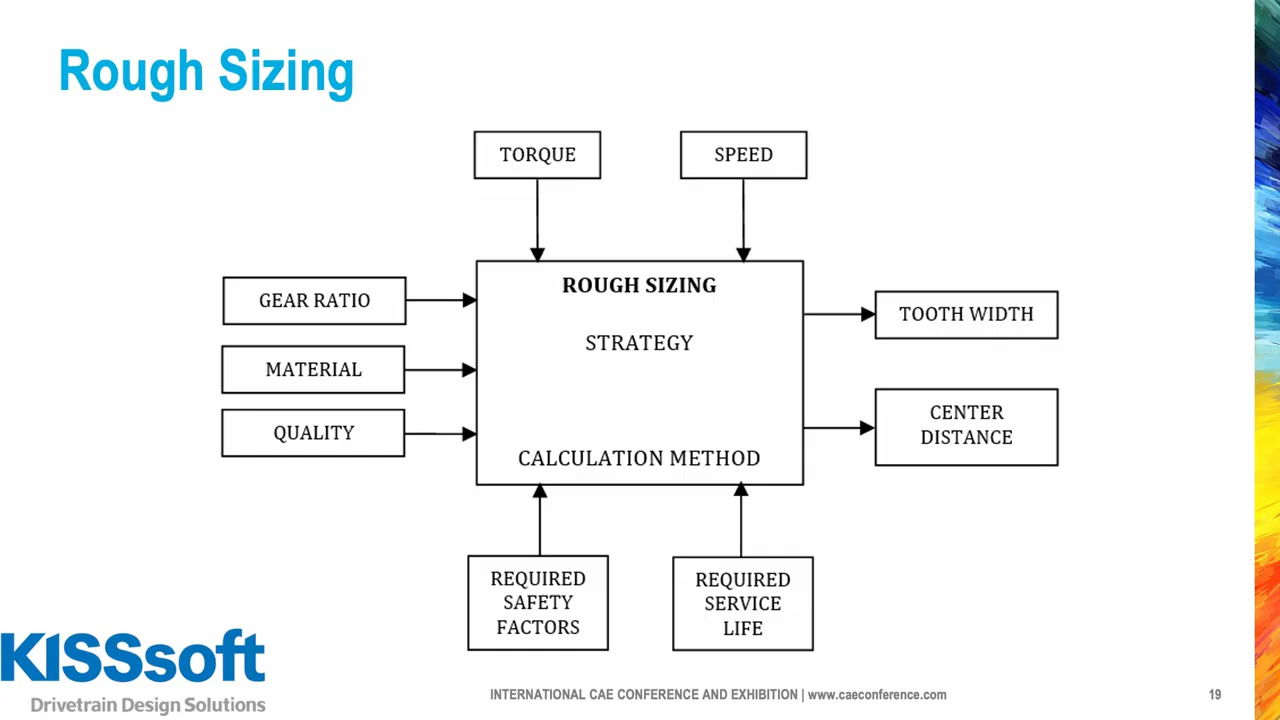 Rough Sizing
TORQUE
SPEED
GEAR RATIO
MATERIAL
QUALITY
ROUGH SIZING
STRATEGY
CALCULATION METHOD
TOOTH WIDTH
CENTER
DISTANCE
REQUIRED
SAFETY
FACTORS
REQUIRED
SERVICE
LIFE
KISSsoft
Drivetrain Design Solutions
INTERNATIONAL CAE CONFERENCE AND EXHIBITION | www.caeconference.com
19